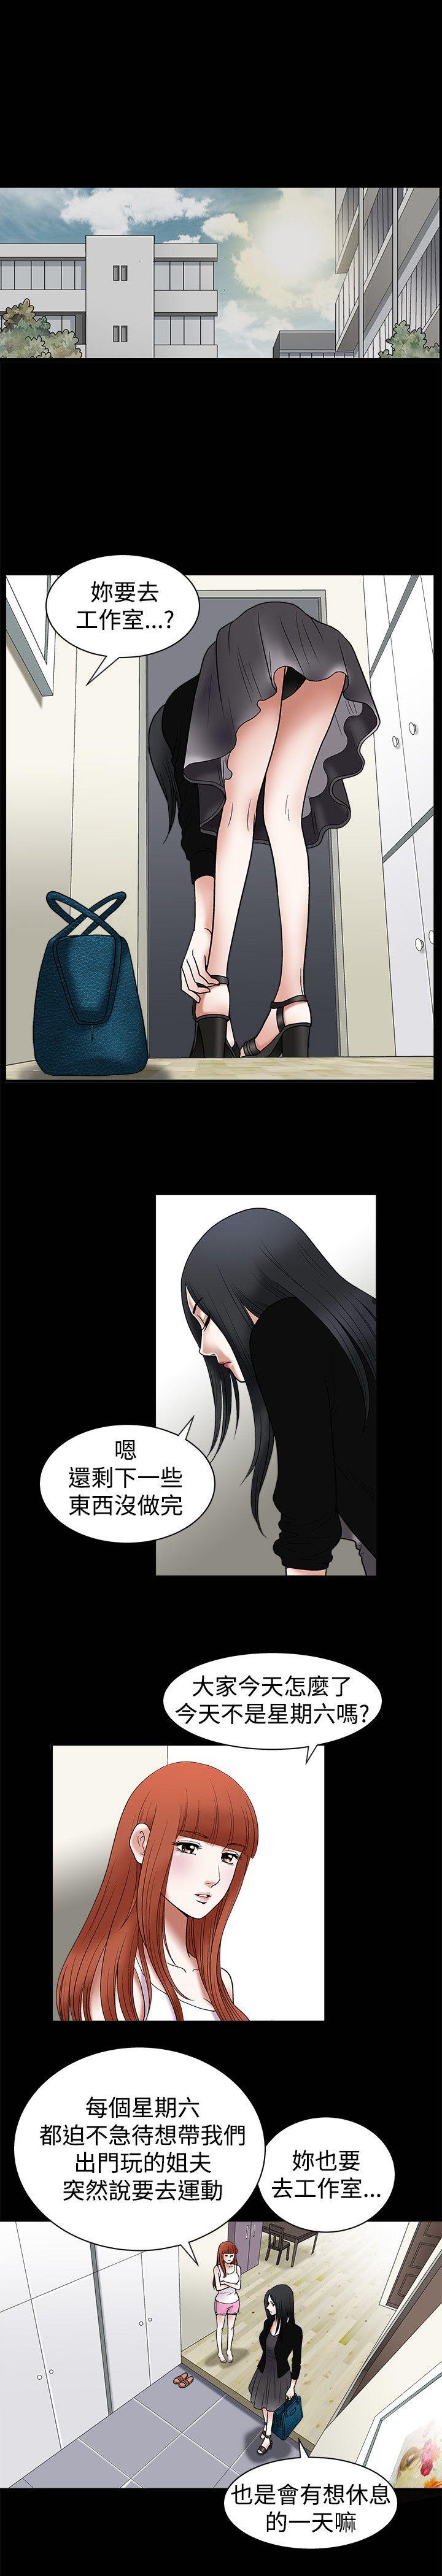 妳要去
工作室...?
嗯
還剩下一些
東西沒做完
大家今天怎麼了
今天不是星期六嗎?
每個星期六
都迫不急待想帶我們
出門玩的姐夫
突然說要去運動
妳也要
去工作室...
也是會有想休息
的一天嘛